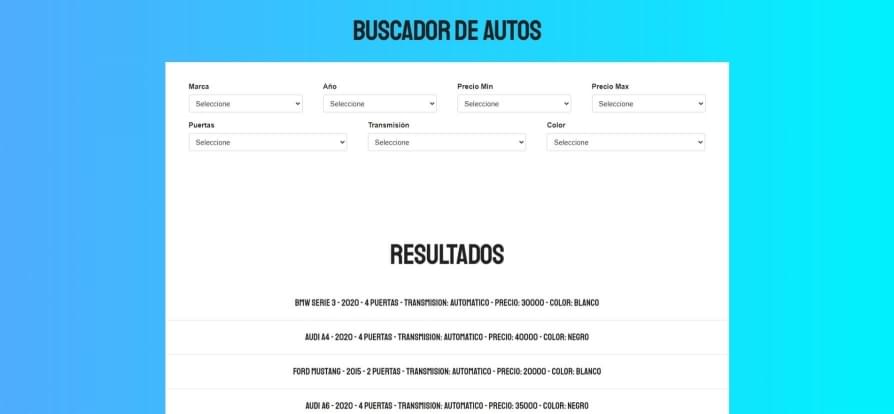 BUSCADOR DE AUTOS
Marca Año Precio Min Precio Max
Seleccione Seleccione Seleccione Seleccione
Puertas Transmisión Color
Seleccione Seleccione Seleccione
RESULTADOS
BMW SERIE 3 - 2020 - 4 PUERTAS - TRANSMISION: AUTOMATICO - PRECIO: 30000 - COLOR: BLANCO
AUDI A4 - 2020 - 4 PUERTAS - TRANSMISION: AUTOMATICO - PRECIO: 40000 - COLOR: NEGRO
FORD MUSTANG - 2015 - 2 PUERTAS - TRANSMISION: AUTOMATICO - PRECIO: 20000 - COLOR: BLANCO
AUDI A6 - 2020 - 4 PUERTAS - TRANSMISION: AUTOMATICO - PRECIO: 35000 - COLOR: NEGRO